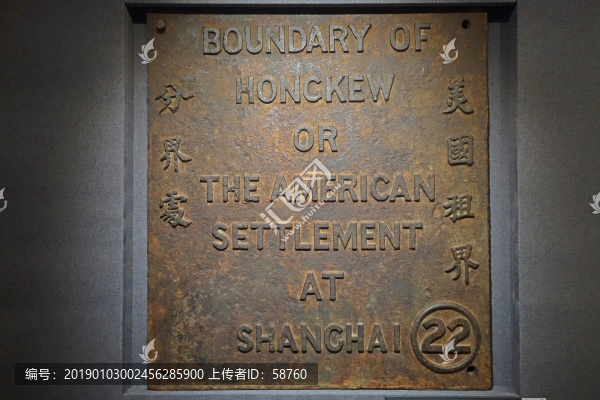 BOUNDARY OF
HONGKEW
OR
THE AMERICAN
SETTLEMENT
AT
SHANGHAI 22
美國租界
分界處
编号：20190103002456285900 上传者ID：58760